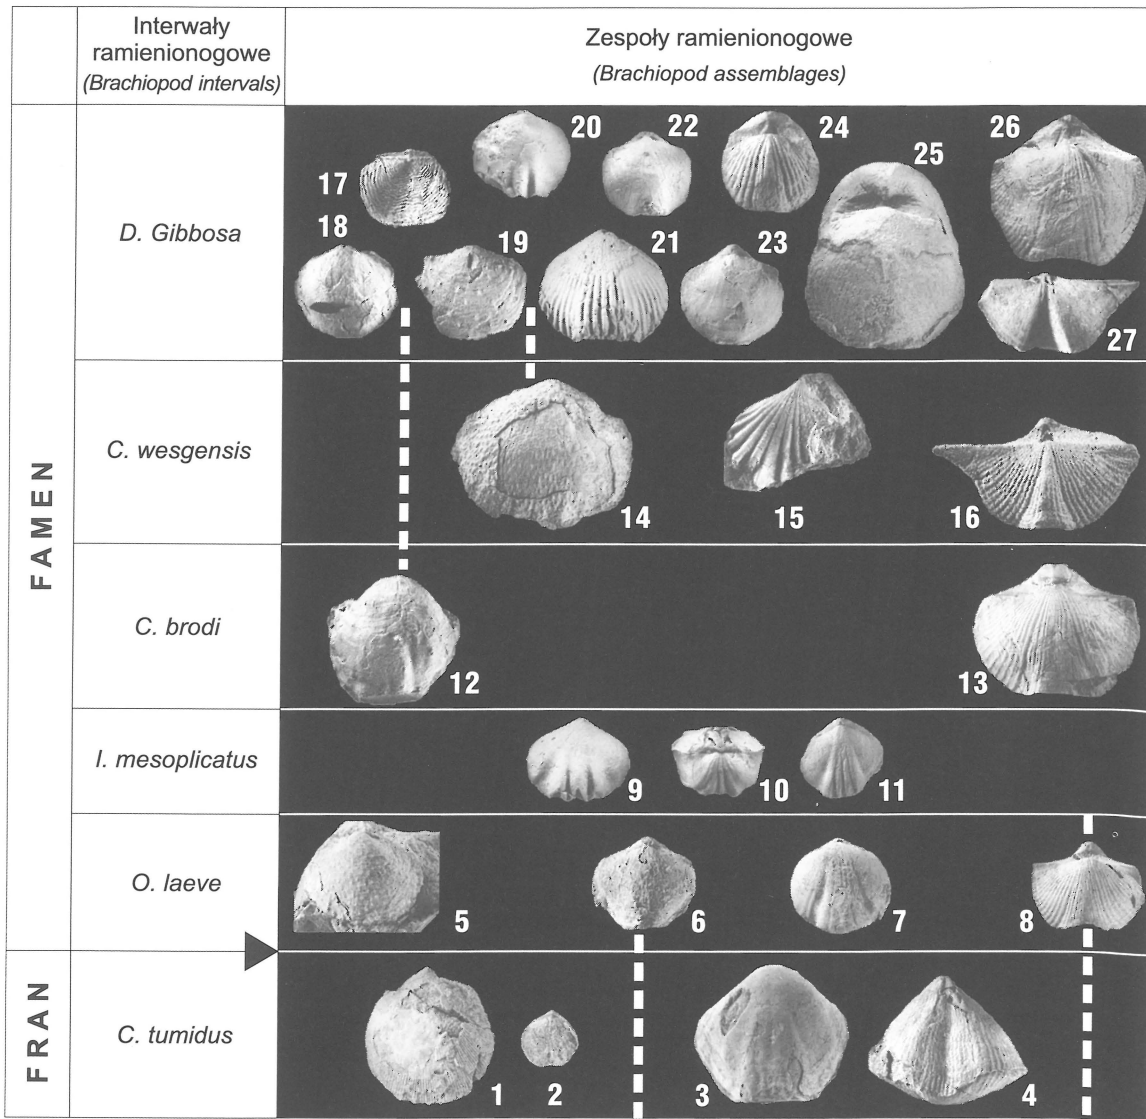 Interwały
ramienionogowe
(Brachiopod intervals)
Zespoły ramienionogowe
(Brachiopod assemblages)
FAMEN
D. Gibbosa
20
22
24
26
25
17
18
19
21
23
27
C. wesgensis
14
15
16
C. brodi
12
13
I. mesoplicatus
9
10
11
O. laeve
5
6
7
8
FRAN
C. tumidus
1
2
3
4